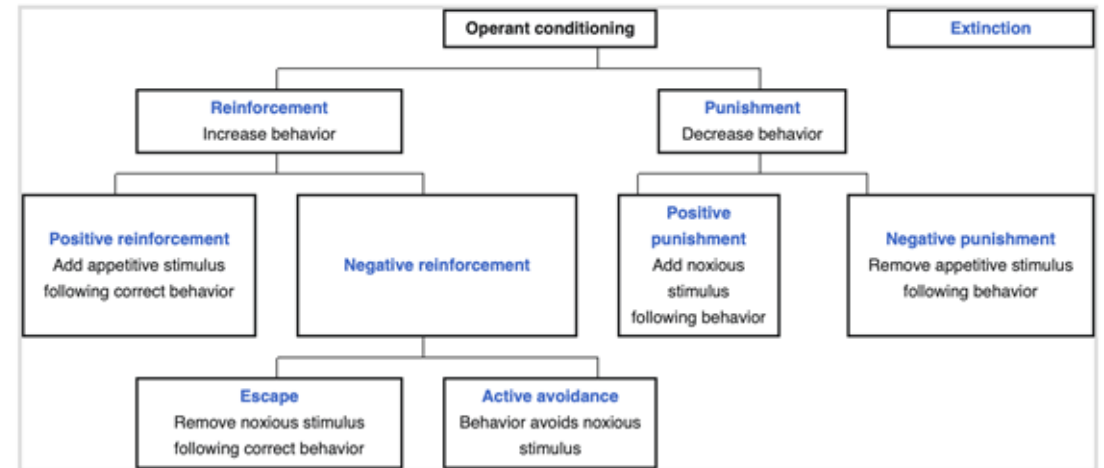 Operant conditioning
Extinction
Reinforcement
Increase behavior
Punishment
Decrease behavior
Positive reinforcement
Add appetitive stimulus
following correct behavior
Negative reinforcement
Positive
punishment
Add noxious
stimulus
following behavior
Negative punishment
Remove appetitive stimulus
following behavior
Escape
Remove noxious stimulus
following correct behavior
Active avoidance
Behavior avoids noxious
stimulus